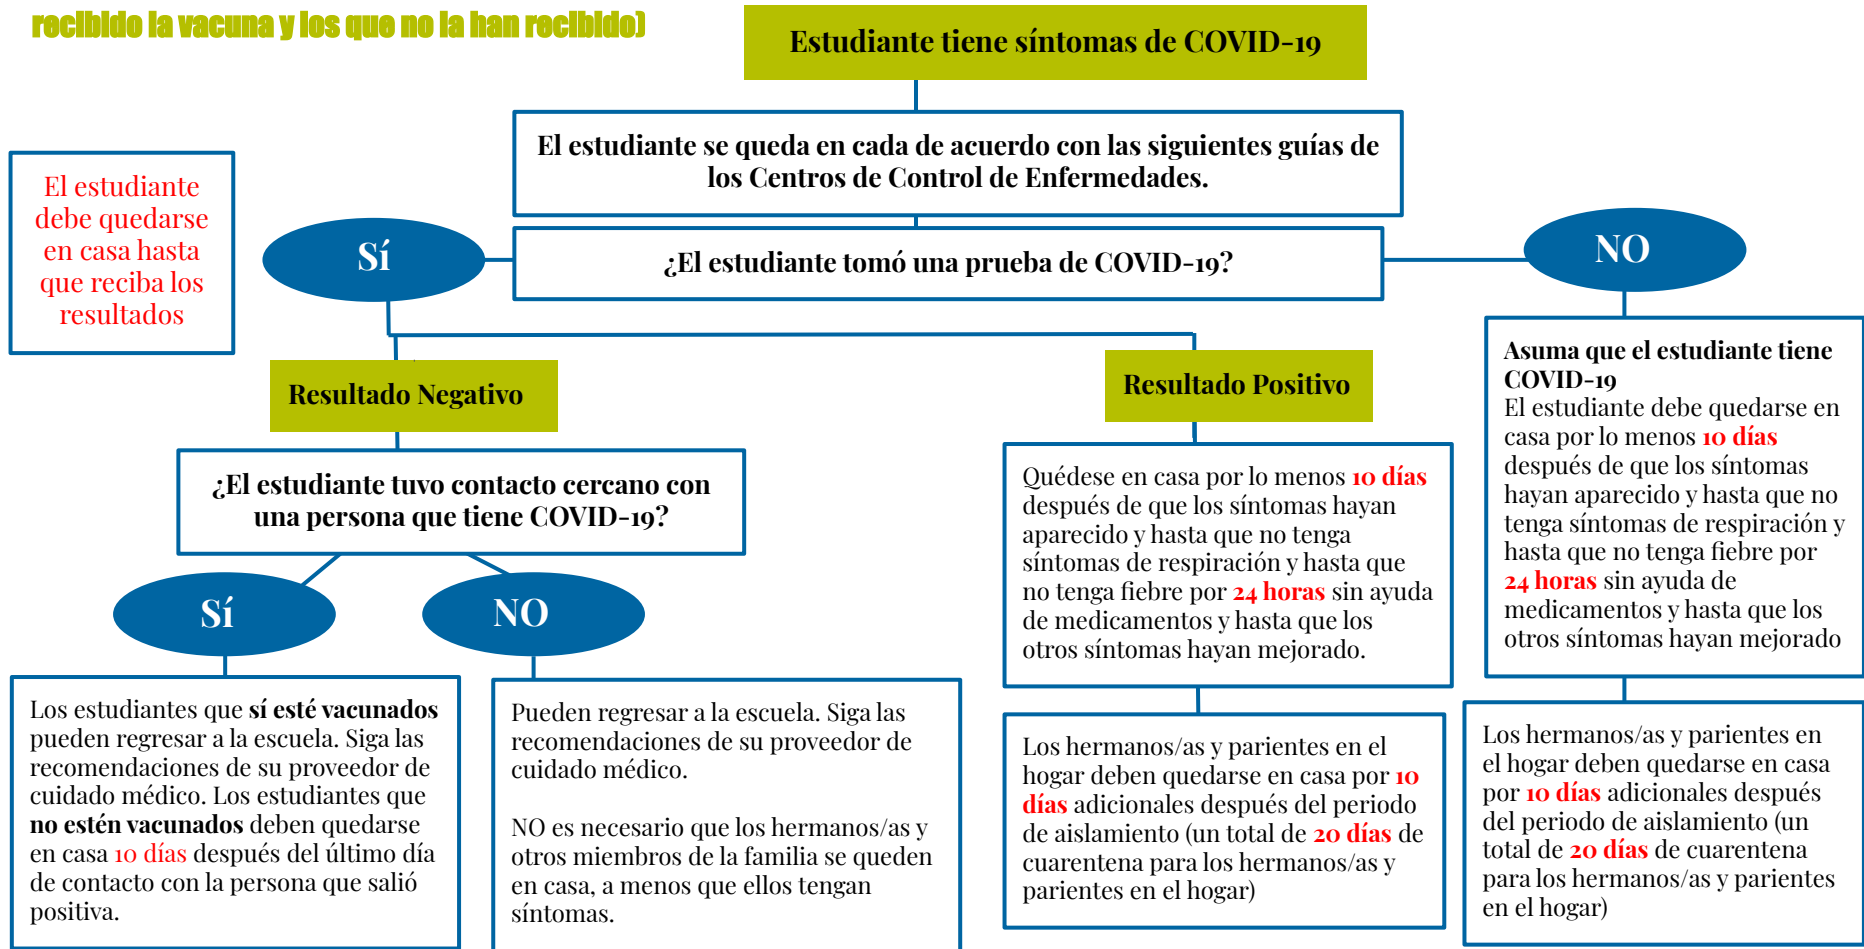 recibido la vacuna y los que no la han recibido)
Estudiante tiene síntomas de COVID-19
El estudiante se queda en cada de acuerdo con las siguientes guías de
los Centros de Control de Enfermedades.
El estudiante
debe quedarse
en casa hasta
que reciba los
resultados
Sí
¿El estudiante tomó una prueba de COVID-19?
NO
Resultado Negativo
Resultado Positivo
¿El estudiante tuvo contacto cercano con
una persona que tiene COVID-19?
Sí
NO
Los estudiantes que sí esté vacunados
pueden regresar a la escuela. Siga las
recomendaciones de su proveedor de
cuidado médico. Los estudiantes que
no estén vacunados deben quedarse
en casa 10 días después del último día
de contacto con la persona que salió
positiva.
Pueden regresar a la escuela. Siga las
recomendaciones de su proveedor de
cuidado médico.
NO es necesario que los hermanos/as y
otros miembros de la familia se queden
en casa, a menos que ellos tengan
síntomas.
Quédese en casa por lo menos 10 días
después de que los síntomas hayan
aparecido y hasta que no tenga
síntomas de respiración y hasta que
no tenga fiebre por 24 horas sin ayuda
de medicamentos y hasta que los
otros síntomas hayan mejorado.
Los hermanos/as y parientes en el
hogar deben quedarse en casa por 10
días adicionales después del periodo
de aislamiento (un total de 20 días de
cuarentena para los hermanos/as y
parientes en el hogar)
Asuma que el estudiante tiene
COVID-19
El estudiante debe quedarse en
casa por lo menos 10 días
después de que los síntomas
hayan aparecido y hasta que no
tenga síntomas de respiración y
hasta que no tenga fiebre por
24 horas sin ayuda de
medicamentos y hasta que los
otros síntomas hayan mejorado
Los hermanos/as y parientes en
el hogar deben quedarse en casa
por 10 días adicionales después
del periodo de aislamiento (un
total de 20 días de cuarentena
para los hermanos/as y parientes
en el hogar)